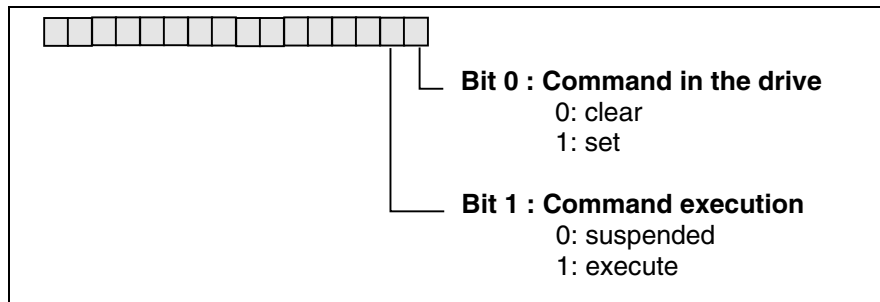 Bit 0 : Command in the drive
0: clear
1: set
Bit 1 : Command execution
0: suspended
1: execute